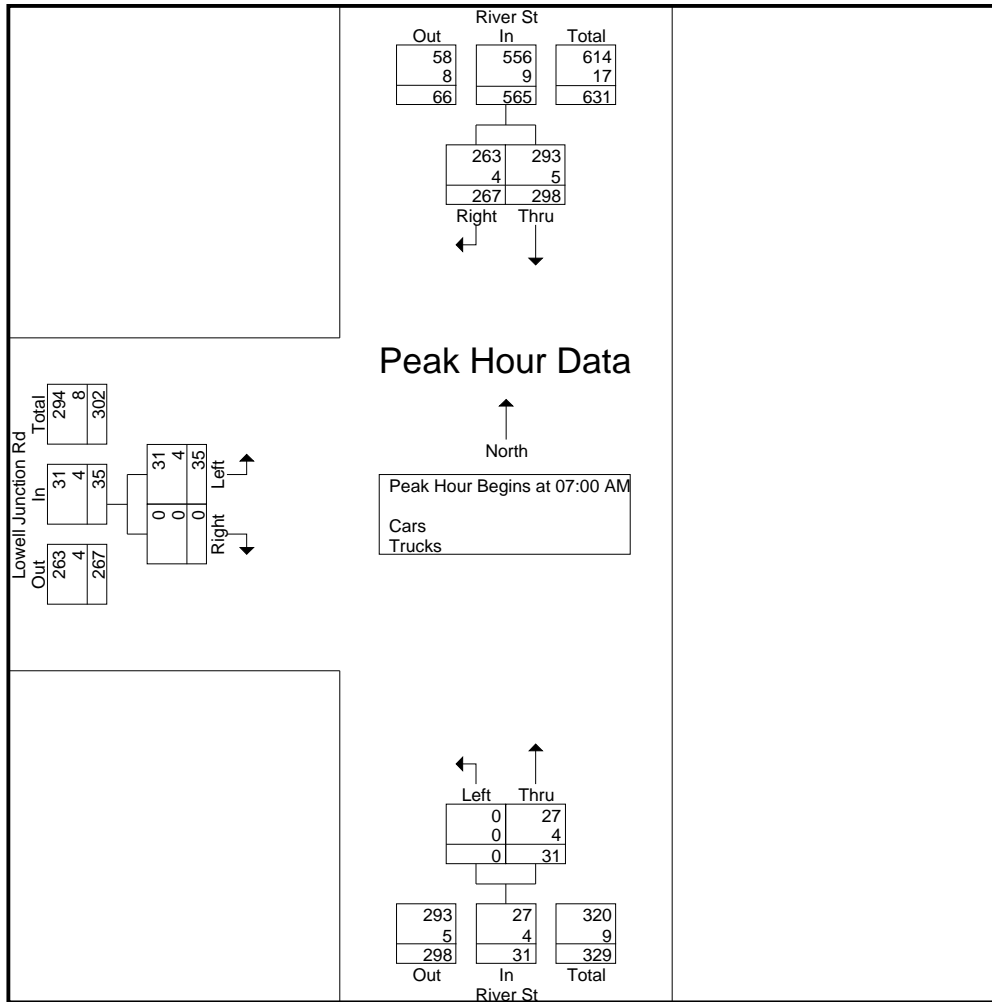 River St
Out In Total
58 556 614
8 9 17
66 565 631
263 293
4 5
267 298
Right Thru
Peak Hour Data
North
Peak Hour Begins at 07:00 AM
Cars
Trucks
Lowell Junction Rd
Out In Total
263 31 294
4 4 8
267 35 302
0 31
0 4
0 35
Right Left
Left Thru
0 27
0 4
0 31
293 27 320
5 4 9
298 31 329
Out In Total
River St